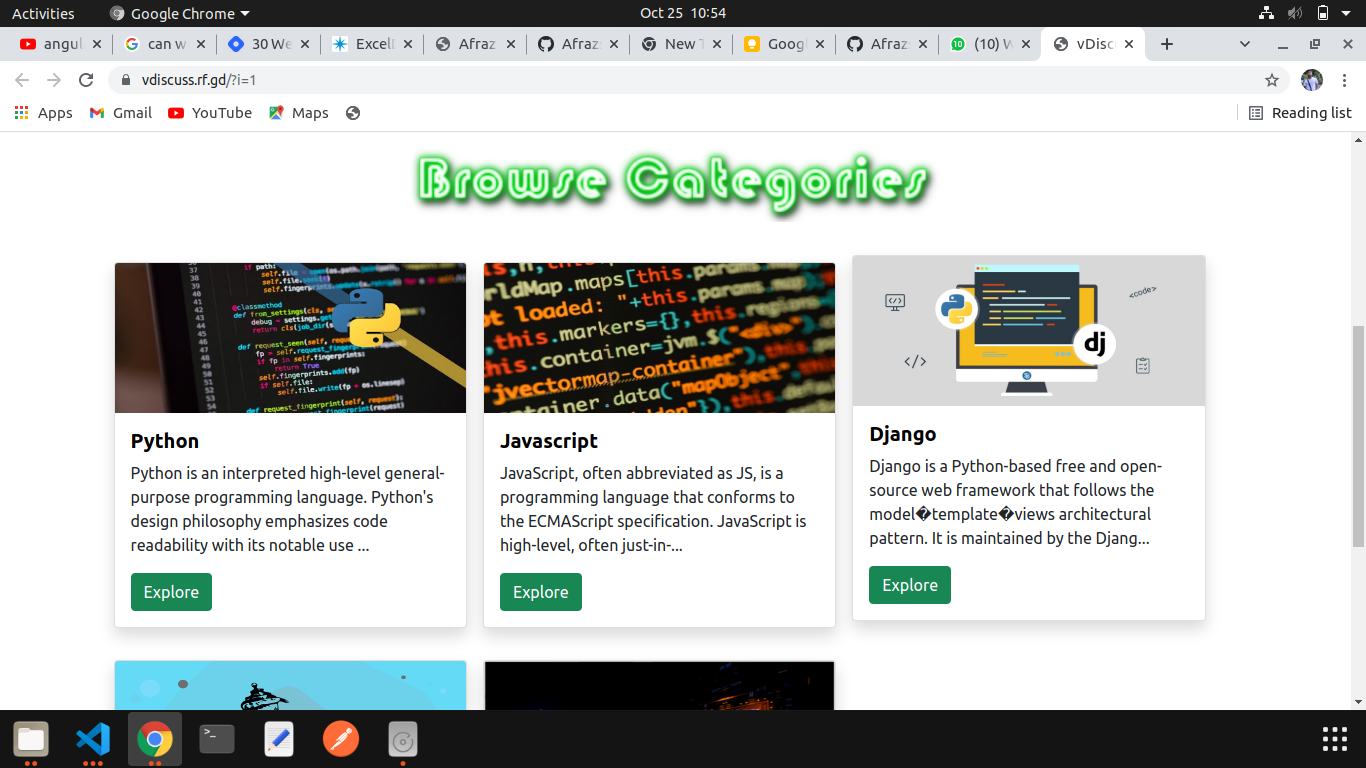 Activities
Google Chrome
Oct 25 10:54
angul
can w
30 We
ExcelD
Afraz
Afraz
New T
Googl
Afraz
(10) W
vDisc
vdiscuss.rf.gd/?i=1
Apps
Gmail
YouTube
Maps
Reading list
Browse Categories
Python
Python is an interpreted high-level general-
purpose programming language. Python's
design philosophy emphasizes code
readability with its notable use ...
Explore
Javascript
JavaScript, often abbreviated as JS, is a
programming language that conforms to
the ECMAScript specification. JavaScript is
high-level, often just-in-...
Explore
<code>
dj
Django
Django is a Python-based free and open-
source web framework that follows the
model�template�views architectural
pattern. It is maintained by the Djang...
Explore